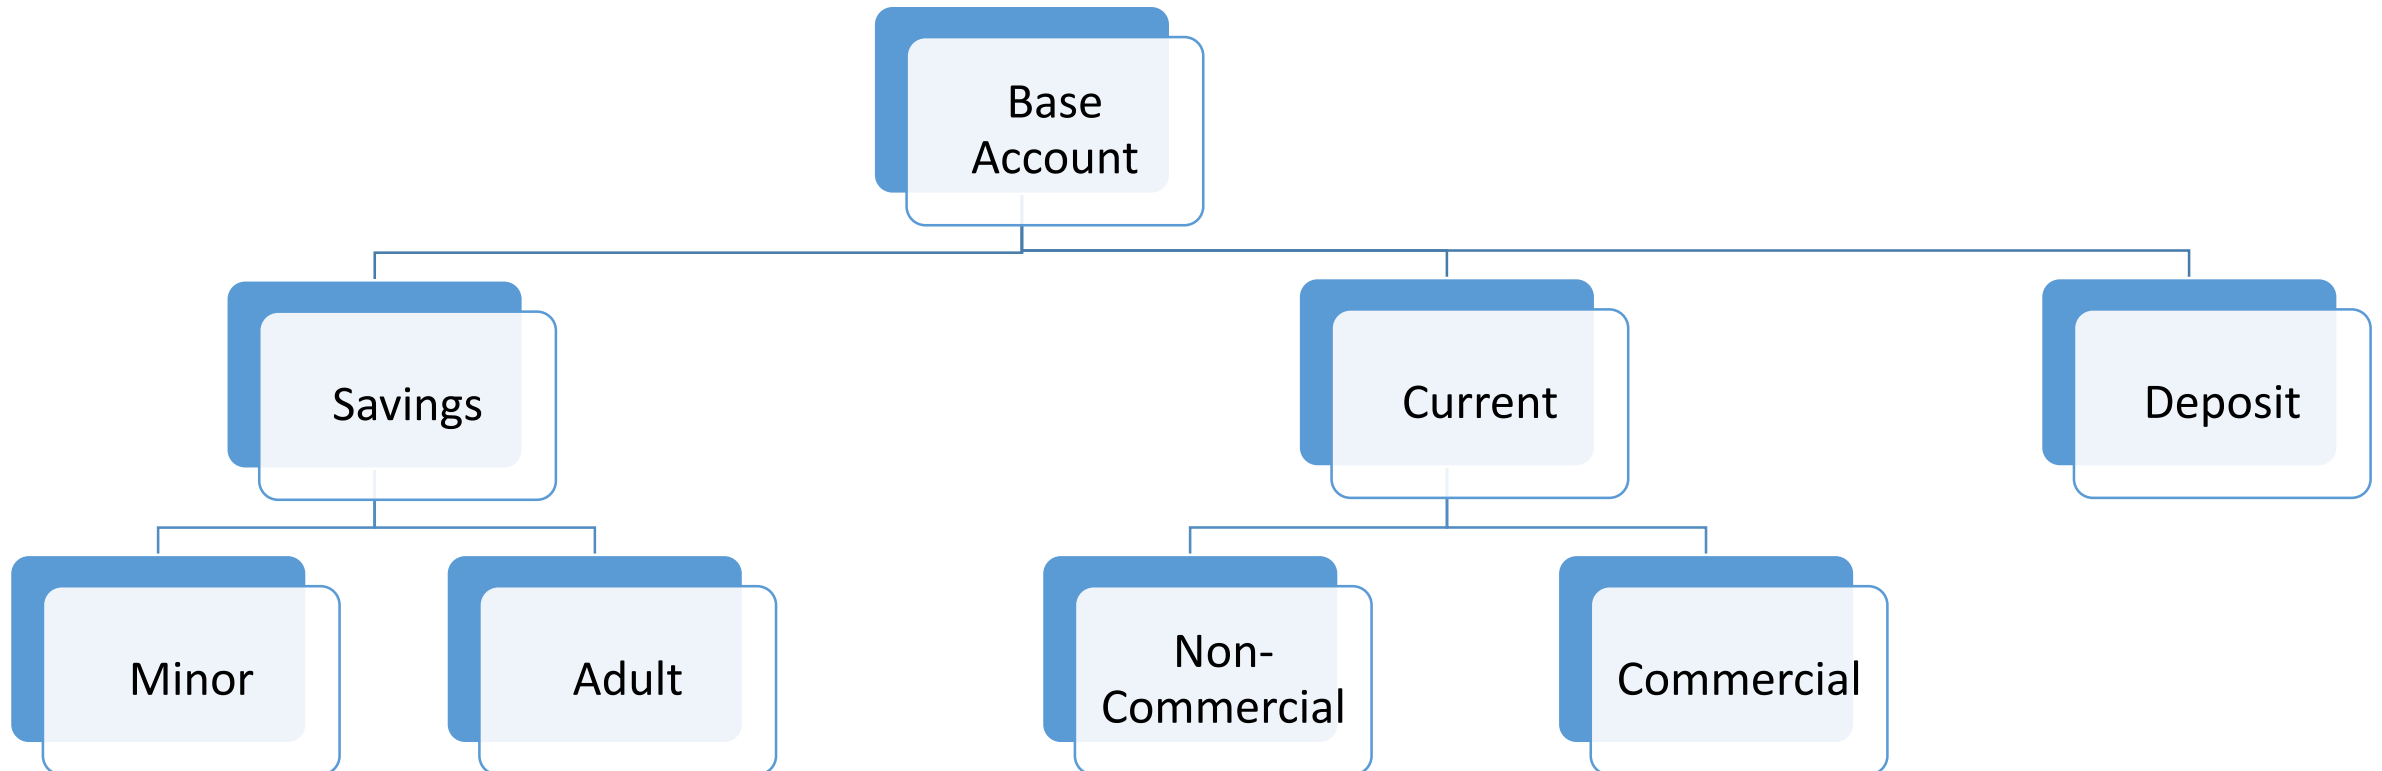 Base
Account
Savings
Current
Deposit
Minor
Adult
Non-
Commercial
Commercial